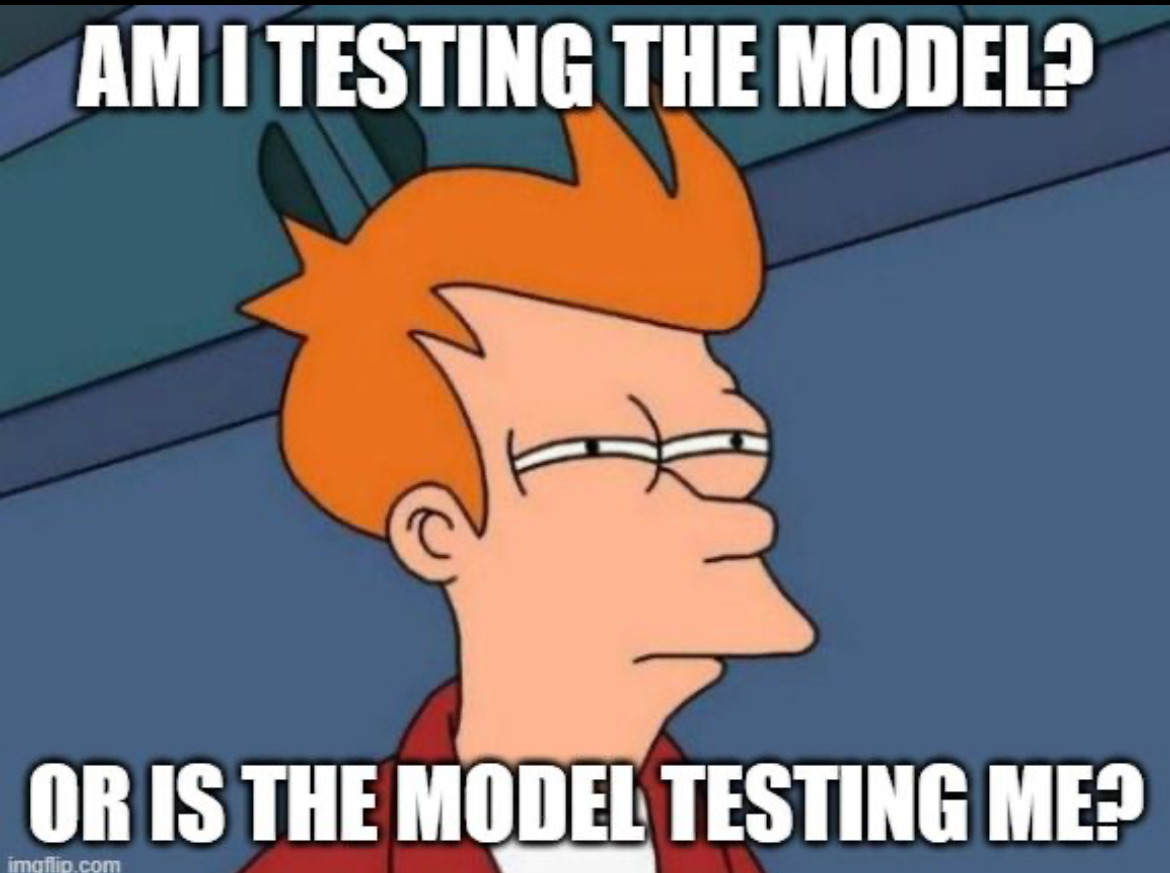 AM I TESTING THE MODEL?
OR IS THE MODEL TESTING ME?
imgflip.com